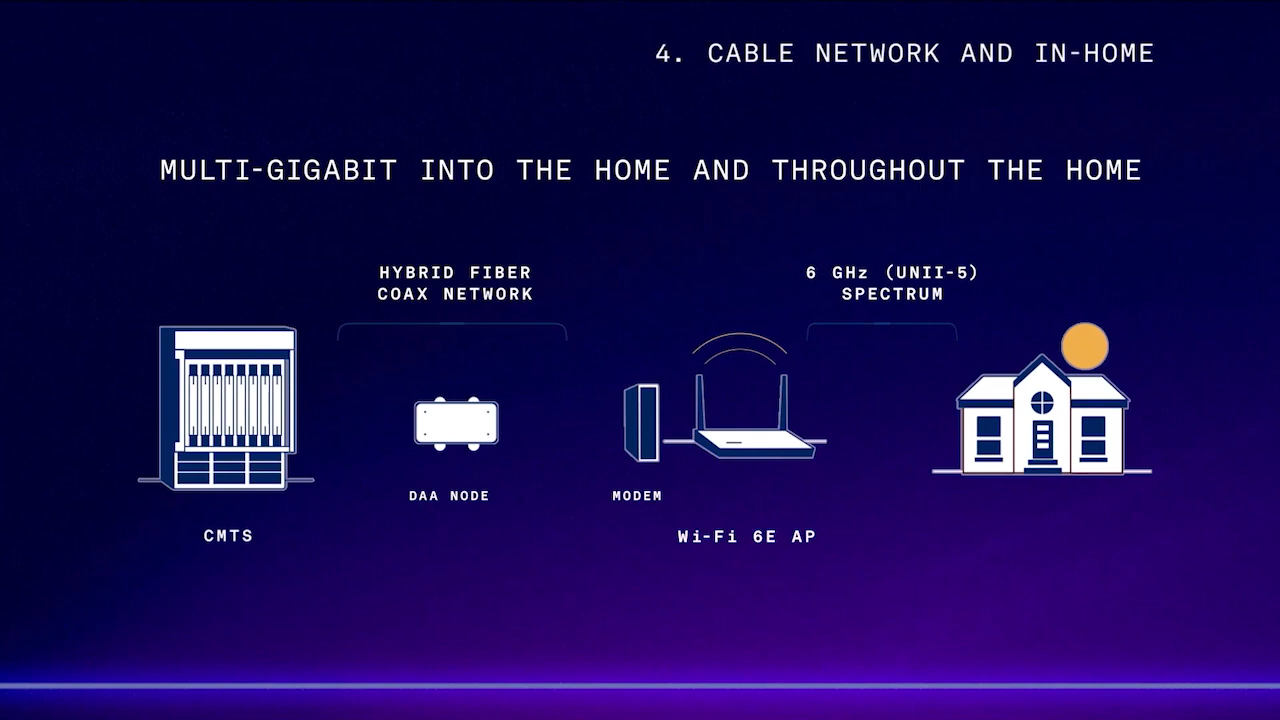 4. CABLE NETWORK AND IN-HOME
MULTI-GIGABIT INTO THE HOME AND THROUGHOUT THE HOME
HYBRID FIBER
COAX NETWORK
6 GHz (UNII-5)
SPECTRUM
DAA NODE
MODEM
CMTS
Wi-Fi 6E AP